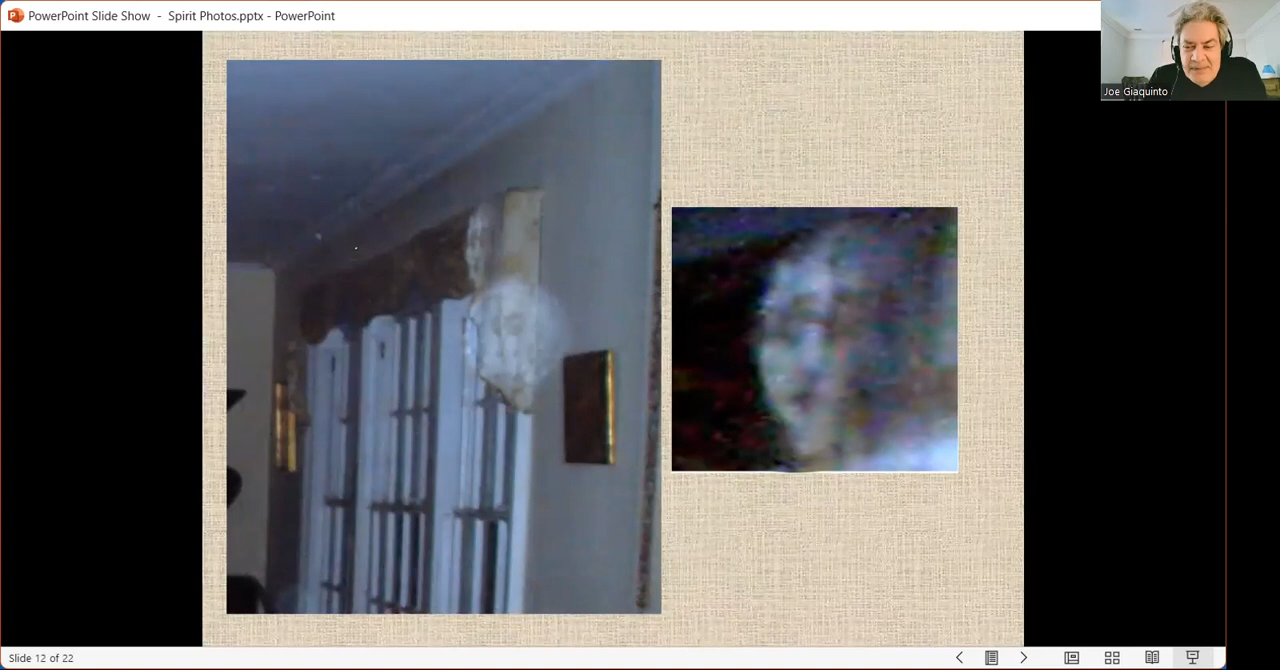 PowerPoint Slide Show - Spirit Photos.pptx - PowerPoint
Joe Giaquinto
Slide 12 of 22